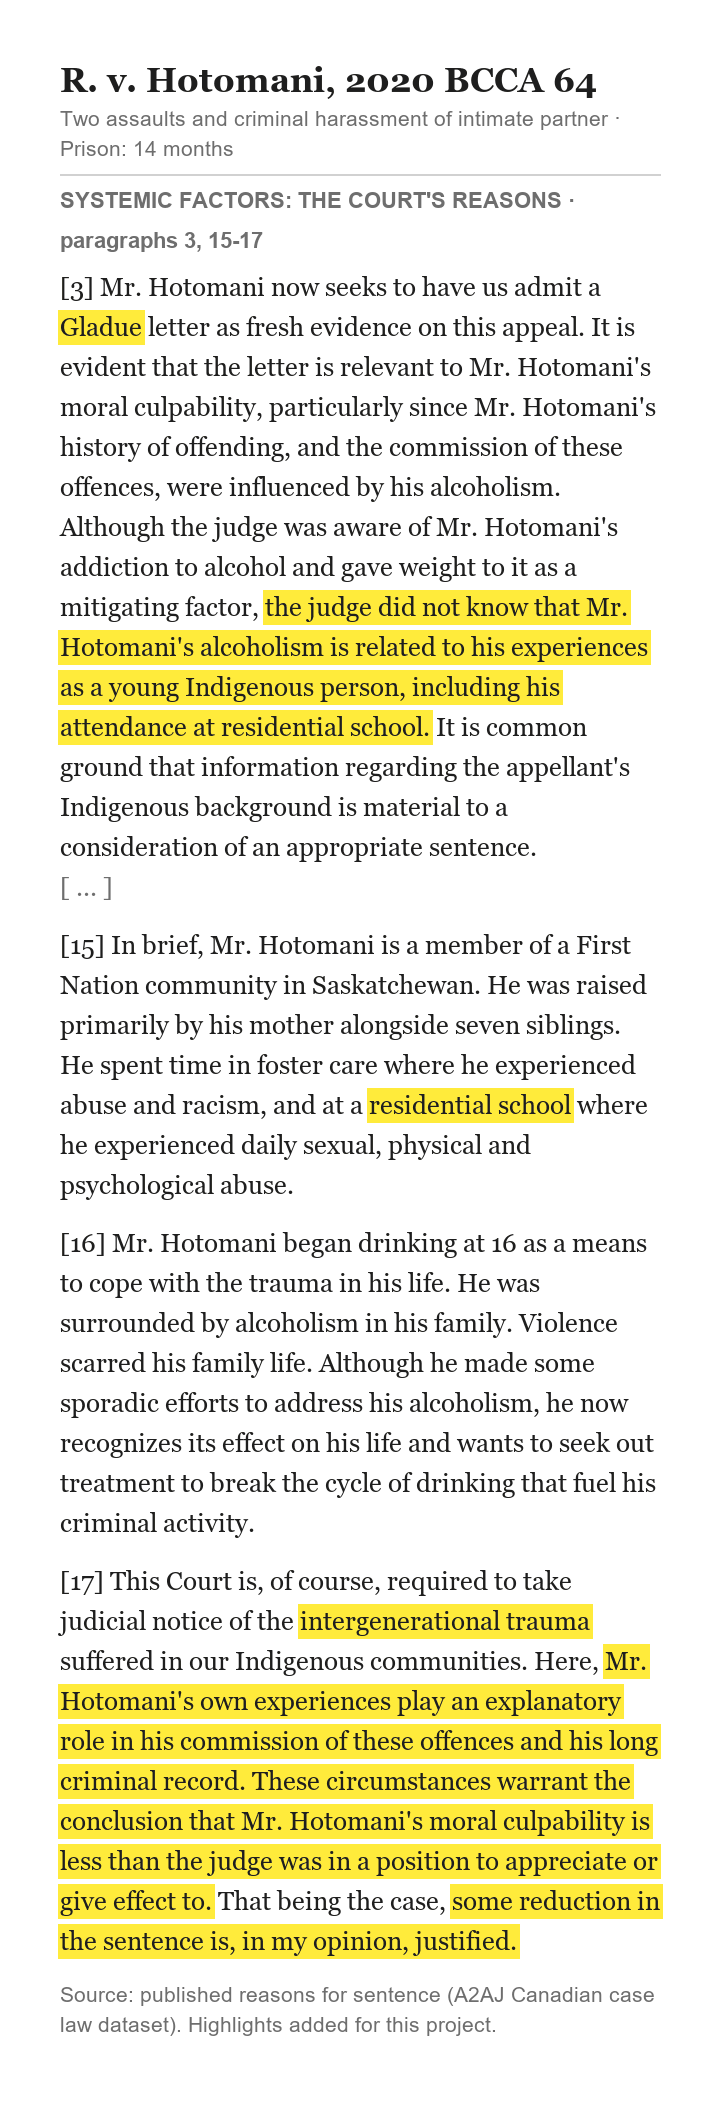 R. v. Hotomani, 2020 BCCA 64
Two assaults and criminal harassment of intimate partner ·
Prison: 14 months
SYSTEMIC FACTORS: THE COURT'S REASONS ·
paragraphs 3, 15-17
[3] Mr. Hotomani now seeks to have us admit a
Gladue letter as fresh evidence on this appeal. It is
evident that the letter is relevant to Mr. Hotomani's
moral culpability, particularly since Mr. Hotomani's
history of offending, and the commission of these
offences, were influenced by his alcoholism.
Although the judge was aware of Mr. Hotomani's
addiction to alcohol and gave weight to it as a
mitigating factor, the judge did not know that Mr.
Hotomani's alcoholism is related to his experiences
as a young Indigenous person, including his
attendance at residential school. It is common
ground that information regarding the appellant's
Indigenous background is material to a
consideration of an appropriate sentence.
[ ... ]
[15] In brief, Mr. Hotomani is a member of a First
Nation community in Saskatchewan. He was raised
primarily by his mother alongside seven siblings.
He spent time in foster care where he experienced
abuse and racism, and at a residential school where
he experienced daily sexual, physical and
psychological abuse.
[16] Mr. Hotomani began drinking at 16 as a means
to cope with the trauma in his life. He was
surrounded by alcoholism in his family. Violence
scarred his family life. Although he made some
sporadic efforts to address his alcoholism, he now
recognizes its effect on his life and wants to seek out
treatment to break the cycle of drinking that fuel his
criminal activity.
[17] This Court is, of course, required to take
judicial notice of the intergenerational trauma
suffered in our Indigenous communities. Here, Mr.
Hotomani's own experiences play an explanatory
role in his commission of these offences and his long
criminal record. These circumstances warrant the
conclusion that Mr. Hotomani's moral culpability is
less than the judge was in a position to appreciate or
give effect to. That being the case, some reduction in
the sentence is, in my opinion, justified.
Source: published reasons for sentence (A2AJ Canadian case
law dataset). Highlights added for this project.